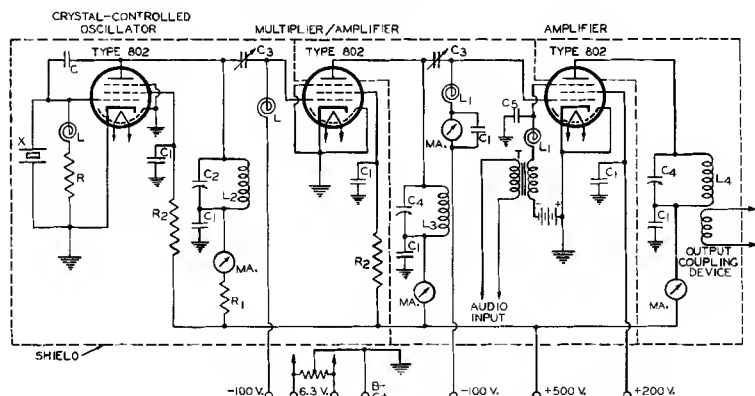 CRYSTAL-CONTROLLED
OSCILLATOR
MULTIPLIER/AMPLIFIER
AMPLIFIER
TYPE 802
TYPE 802
TYPE 802
C
C3
C3
X
L
R
C1
R2
C2
L2
C1
MA.
R1
L
C1
R2
C4
L3
C1
MA.
L1
MA.
C1
C5
L1
T
+
C1
C4
C1
L4
OUTPUT
COUPLING
DEVICE
MA.
AUDIO
INPUT
SHIELD
-100 V.
6.3 V.
B-
-100 V.
+500 V.
+200 V.